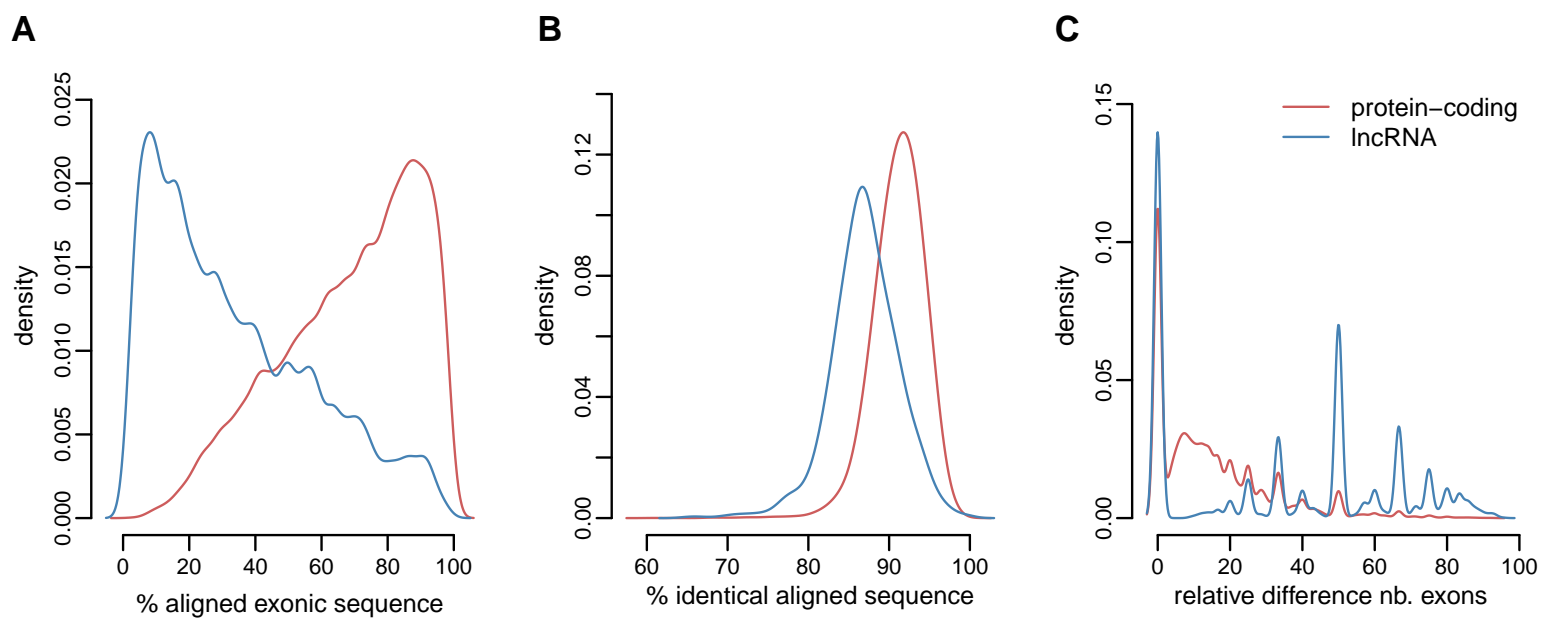 A
density
0.000 0.005 0.010 0.015 0.020 0.025
0 20 40 60 80 100
% aligned exonic sequence
B
density
0.00 0.04 0.08 0.12
60 70 80 90 100
% identical aligned sequence
C
density
0.00 0.05 0.10 0.15
protein−coding
lncRNA
0 20 40 60 80 100
relative difference nb. exons